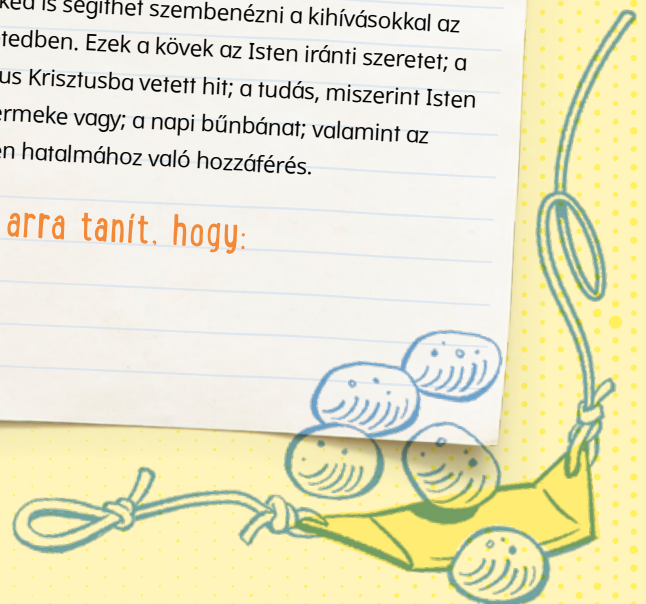 ked is segíthet szembenézni a kihívásokkal az
tedben. Ezek a kövek az Isten iránti szeretet; a
us Krisztusba vetett hit; a tudás, miszerint Isten
ermeke vagy; a napi bűnbánat; valamint az
en hatalmához való hozzáférés.
arra tanít, hogy: